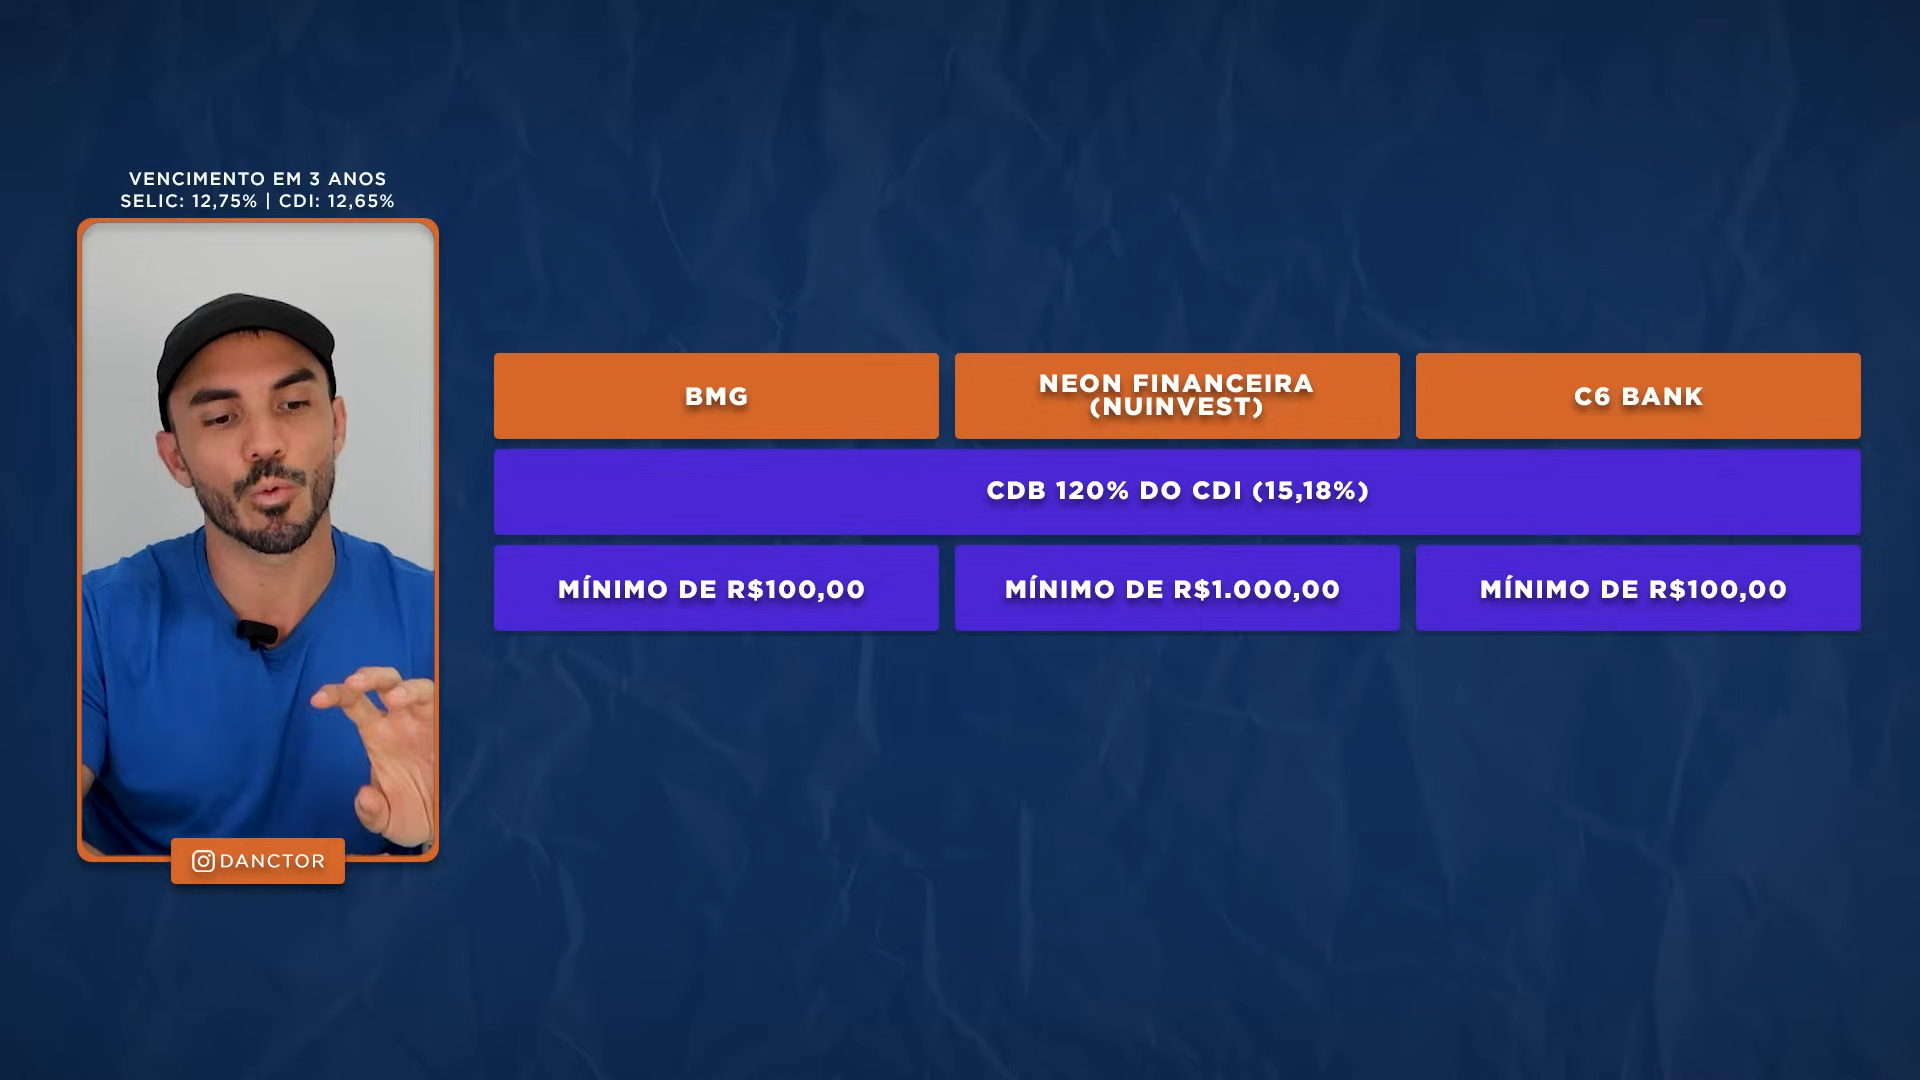 VENCIMENTO EM 3 ANOS
SELIC: 12,75% | CDI: 12,65%
BMG
NEON FINANCEIRA
(NUINVEST)
C6 BANK
CDB 120% DO CDI (15,18%)
MÍNIMO DE R$100,00
MÍNIMO DE R$1.000,00
MÍNIMO DE R$100,00
DANCTOR